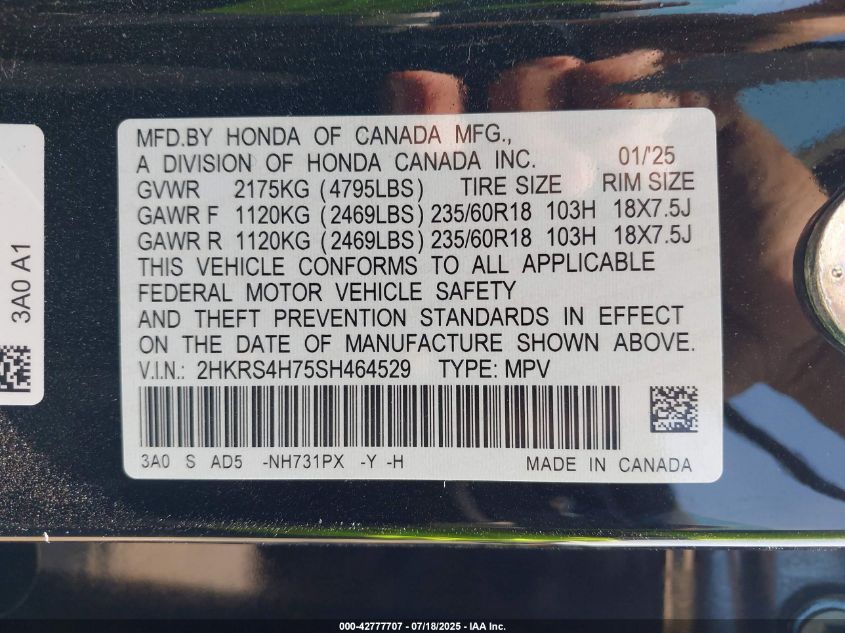 MFD.BY HONDA OF CANADA MFG.,
A DIVISION OF HONDA CANADA INC. 01/'25
GVWR 2175KG (4795LBS) TIRE SIZE RIM SIZE
GAWR F 1120KG (2469LBS) 235/60R18 103H 18X7.5J
GAWR R 1120KG (2469LBS) 235/60R18 103H 18X7.5J
THIS VEHICLE CONFORMS TO ALL APPLICABLE
FEDERAL MOTOR VEHICLE SAFETY
AND THEFT PREVENTION STANDARDS IN EFFECT
ON THE DATE OF MANUFACTURE SHOWN ABOVE.
V.I.N.: 2HKRS4H75SH464529 TYPE: MPV
3A0 S AD5 -NH731PX -Y -H MADE IN CANADA
3A0 A1
000-42777707 - 07/18/2025 - IAA Inc.